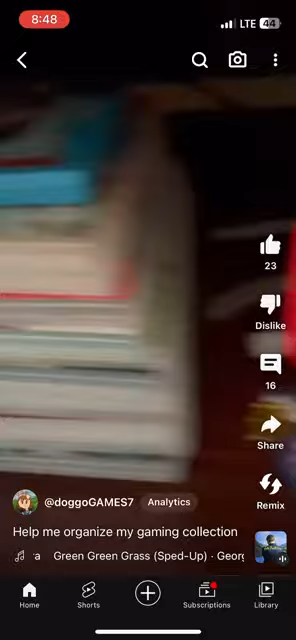 8:48
LTE 44
23
Dislike
16
Share
Remix
@doggoGAMES7 Analytics
Help me organize my gaming collection
Green Green Grass (Sped-Up) · Georg
Home
Shorts
Subscriptions
Library